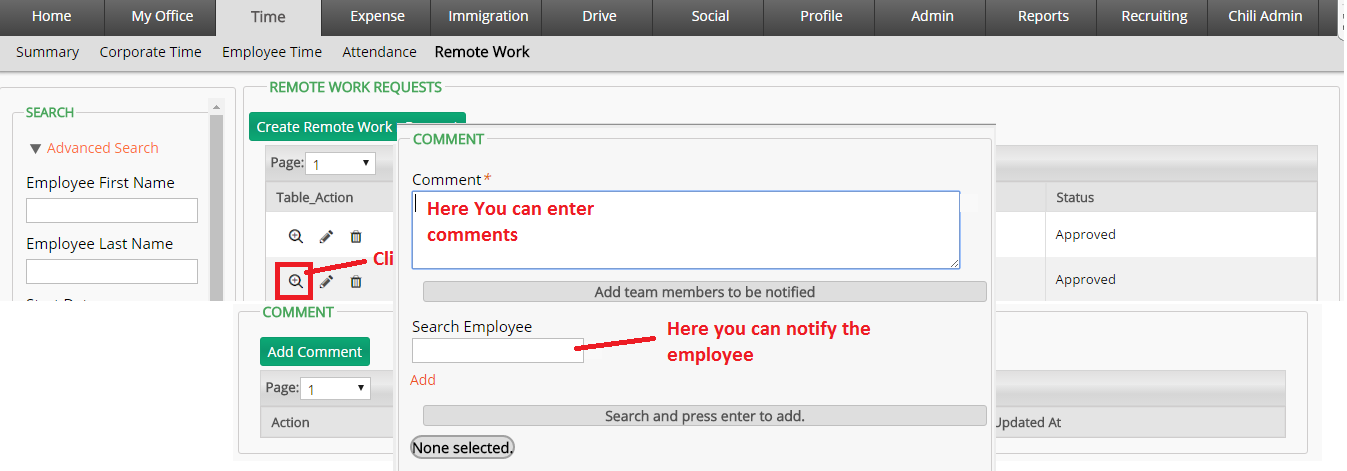 Home My Office Time Expense Immigration Drive Social Profile Admin Reports Recruiting Chili Admin
Summary Corporate Time Employee Time Attendance Remote Work
SEARCH
Advanced Search
Employee First Name
Employee Last Name
REMOTE WORK REQUESTS
Create Remote Work
Page: 1
Table_Action Status
Approved
Cli
Approved
COMMENT
Comment*
Here You can enter
comments
Add team members to be notified
Search Employee
Here you can notify the
employee
Add
Search and press enter to add.
None selected.
COMMENT
Add Comment
Page: 1
Action Updated At